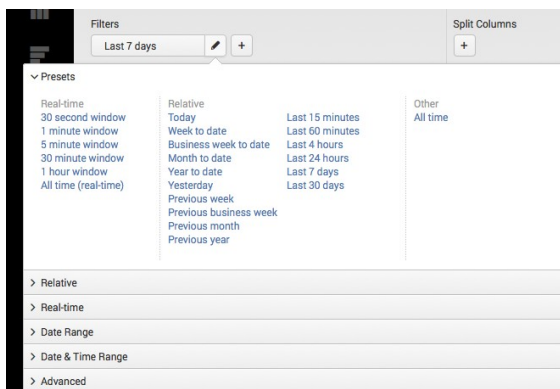 Filters
Split Columns
Last 7 days
+
+
Presets
Real-time
30 second window
1 minute window
5 minute window
30 minute window
1 hour window
All time (real-time)
Relative
Today
Week to date
Business week to date
Month to date
Year to date
Yesterday
Previous week
Previous business week
Previous month
Previous year
Last 15 minutes
Last 60 minutes
Last 4 hours
Last 24 hours
Last 7 days
Last 30 days
Other
All time
Relative
Real-time
Date Range
Date & Time Range
Advanced